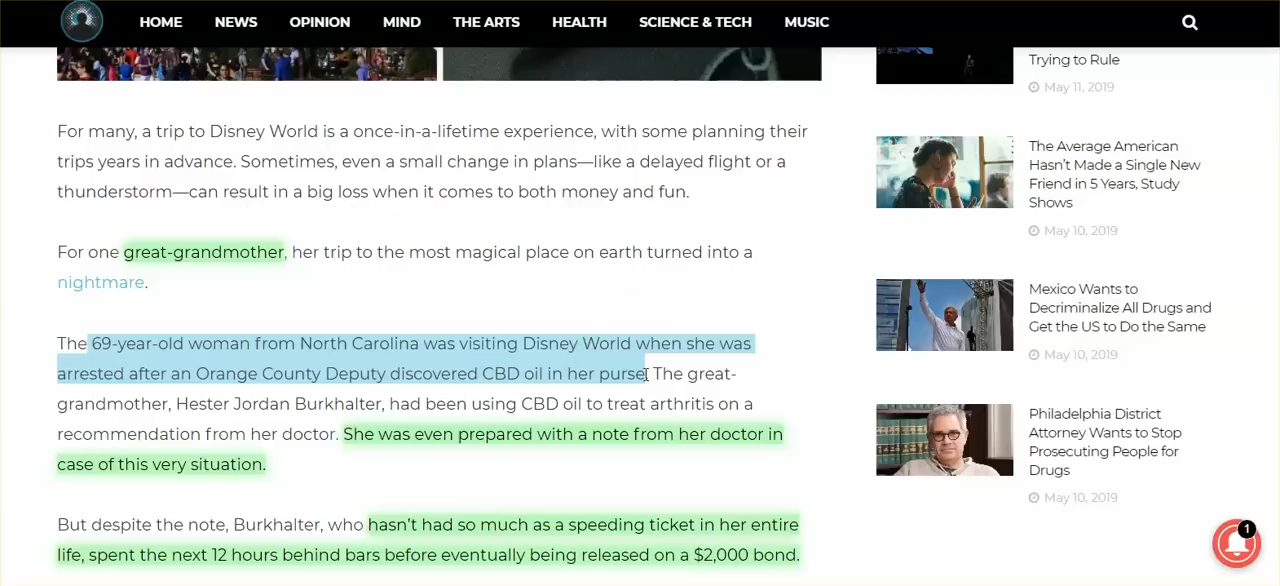 HOME NEWS OPINION MIND THE ARTS HEALTH SCIENCE & TECH MUSIC
For many, a trip to Disney World is a once-in-a-lifetime experience, with some planning their
trips years in advance. Sometimes, even a small change in plans—like a delayed flight or a
thunderstorm—can result in a big loss when it comes to both money and fun.
For one great-grandmother, her trip to the most magical place on earth turned into a
nightmare.
The 69-year-old woman from North Carolina was visiting Disney World when she was
arrested after an Orange County Deputy discovered CBD oil in her purse. The great-
grandmother, Hester Jordan Burkhalter, had been using CBD oil to treat arthritis on a
recommendation from her doctor. She was even prepared with a note from her doctor in
case of this very situation.
But despite the note, Burkhalter, who hasn't had so much as a speeding ticket in her entire
life, spent the next 12 hours behind bars before eventually being released on a $2,000 bond.
Trying to Rule
May 11, 2019
The Average American
Hasn't Made a Single New
Friend in 5 Years, Study
Shows
May 10, 2019
Mexico Wants to
Decriminalize All Drugs and
Get the US to Do the Same
May 10, 2019
Philadelphia District
Attorney Wants to Stop
Prosecuting People for
Drugs
May 10, 2019
1